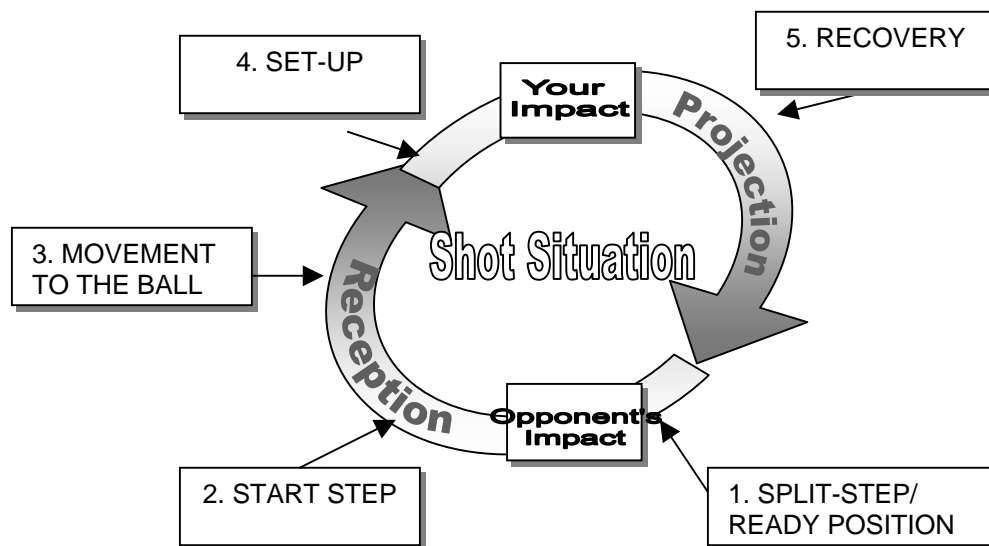 4. SET-UP
5. RECOVERY
Your
Impact
Projection
3. MOVEMENT
TO THE BALL
Shot Situation
Reception
Opponent's
Impact
2. START STEP
1. SPLIT-STEP/
READY POSITION